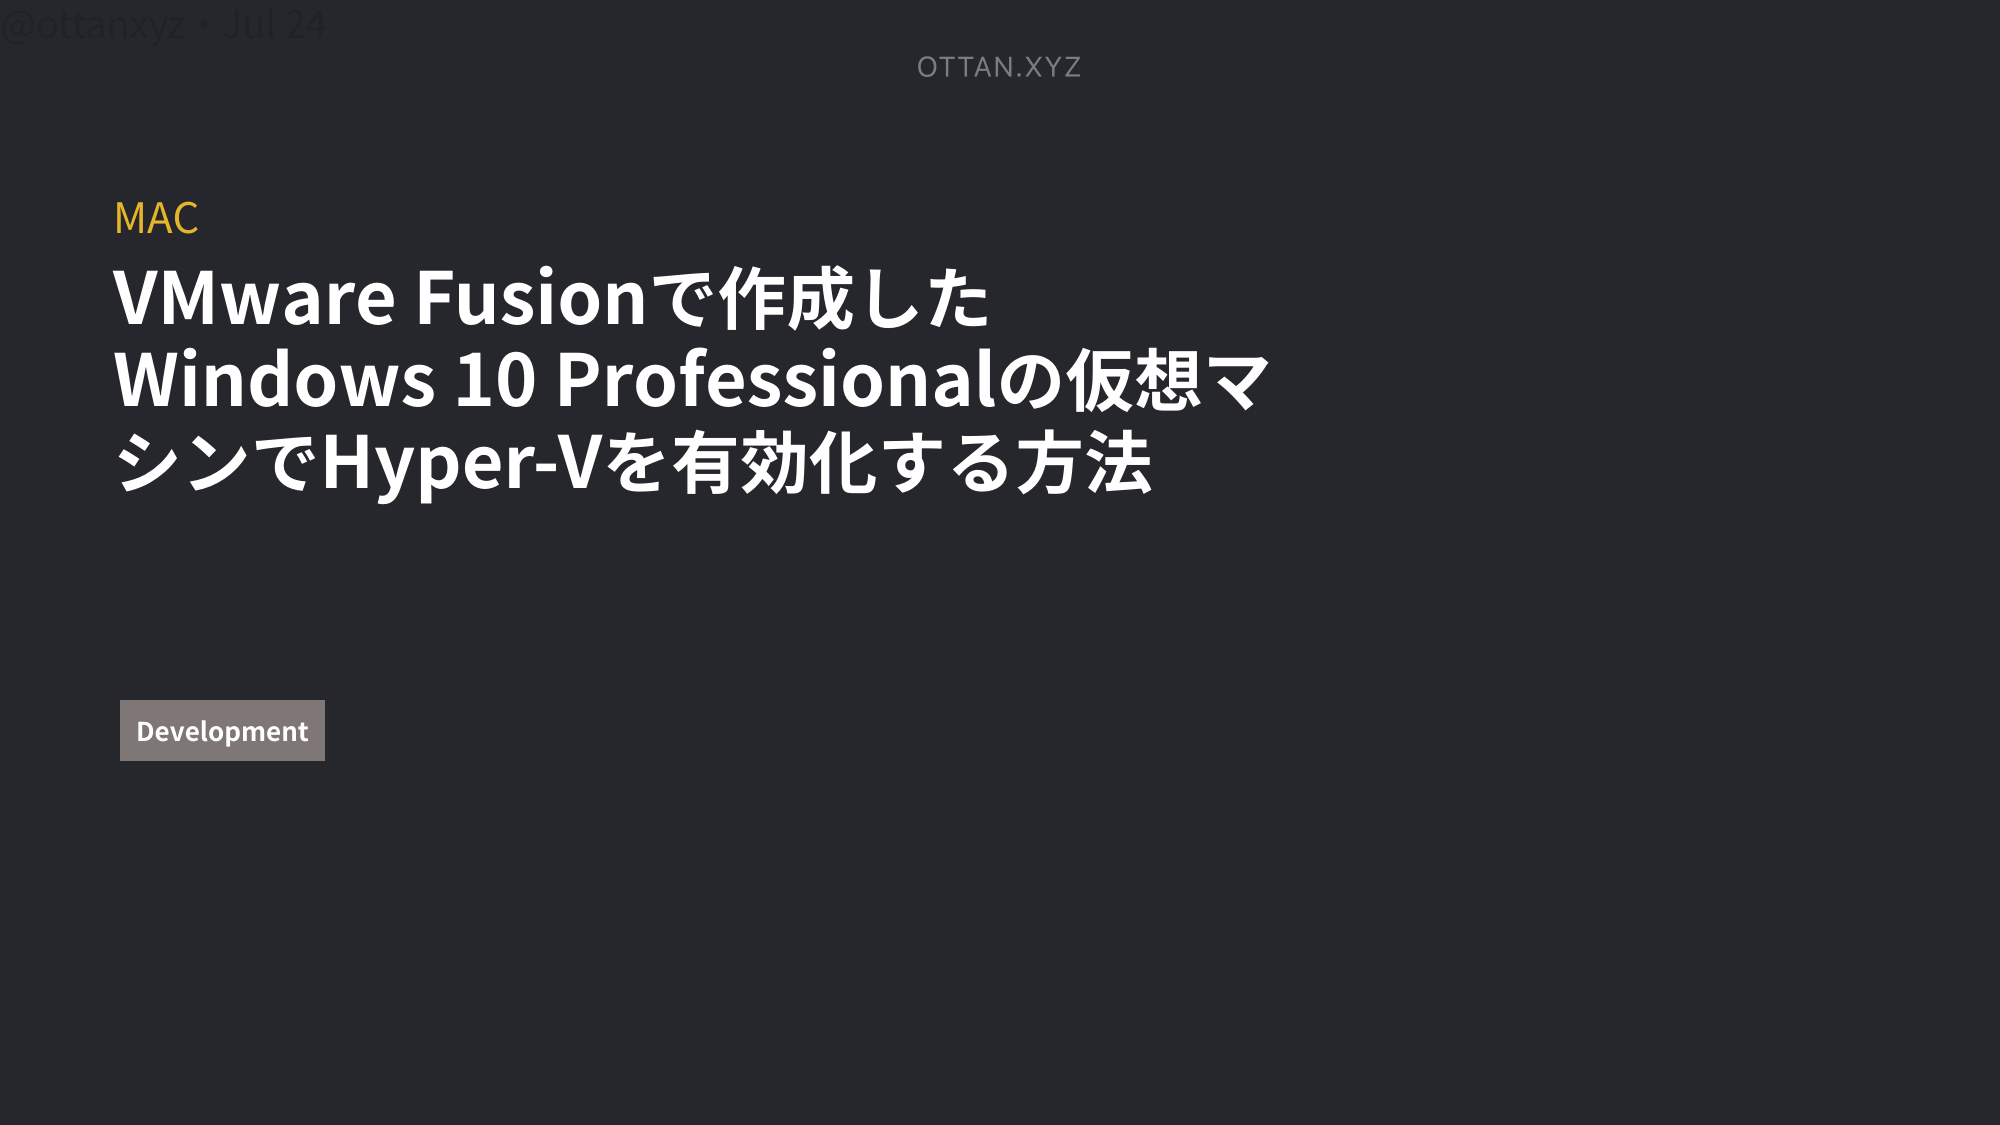 @ottanxyz・Jul 24
OTTAN.XYZ
MAC
VMware Fusionで作成した
Windows 10 Professionalの仮想マ
シンでHyper-Vを有効化する方法
Development